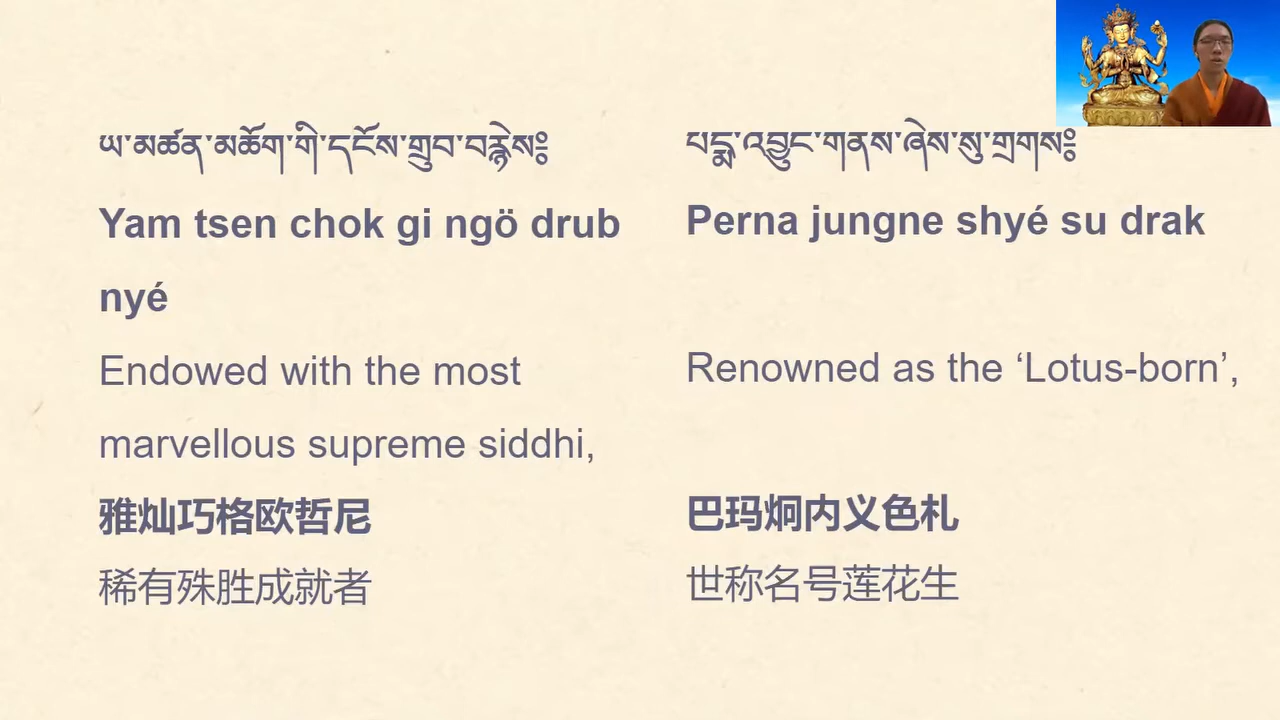 ཡ་མཚན་མཆོག་གི་དངོས་གྲུབ་བརྙེས༔
Yam tsen chok gi ngö drub
nyé
Endowed with the most
marvellous supreme siddhi,
雅灿巧格欧哲尼
稀有殊胜成就者
པདྨ་འབྱུང་གནས་ཞེས་སུ་གྲགས༔
Perna jungne shyé su drak
Renowned as the ‘Lotus-born’,
巴玛炯内义色札
世称名号莲花生